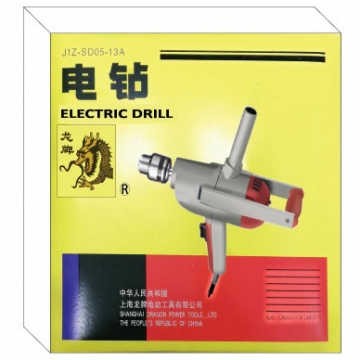 J1Z-SD05-13A
电钻
ELECTRIC DRILL
龙牌
®
中华人民共和国
上海龙牌电动工具有限公司
SHANGHAI DRAGON POWER TOOLS., LTD
THE PEOPLE'S REPUBLIC OF CHINA